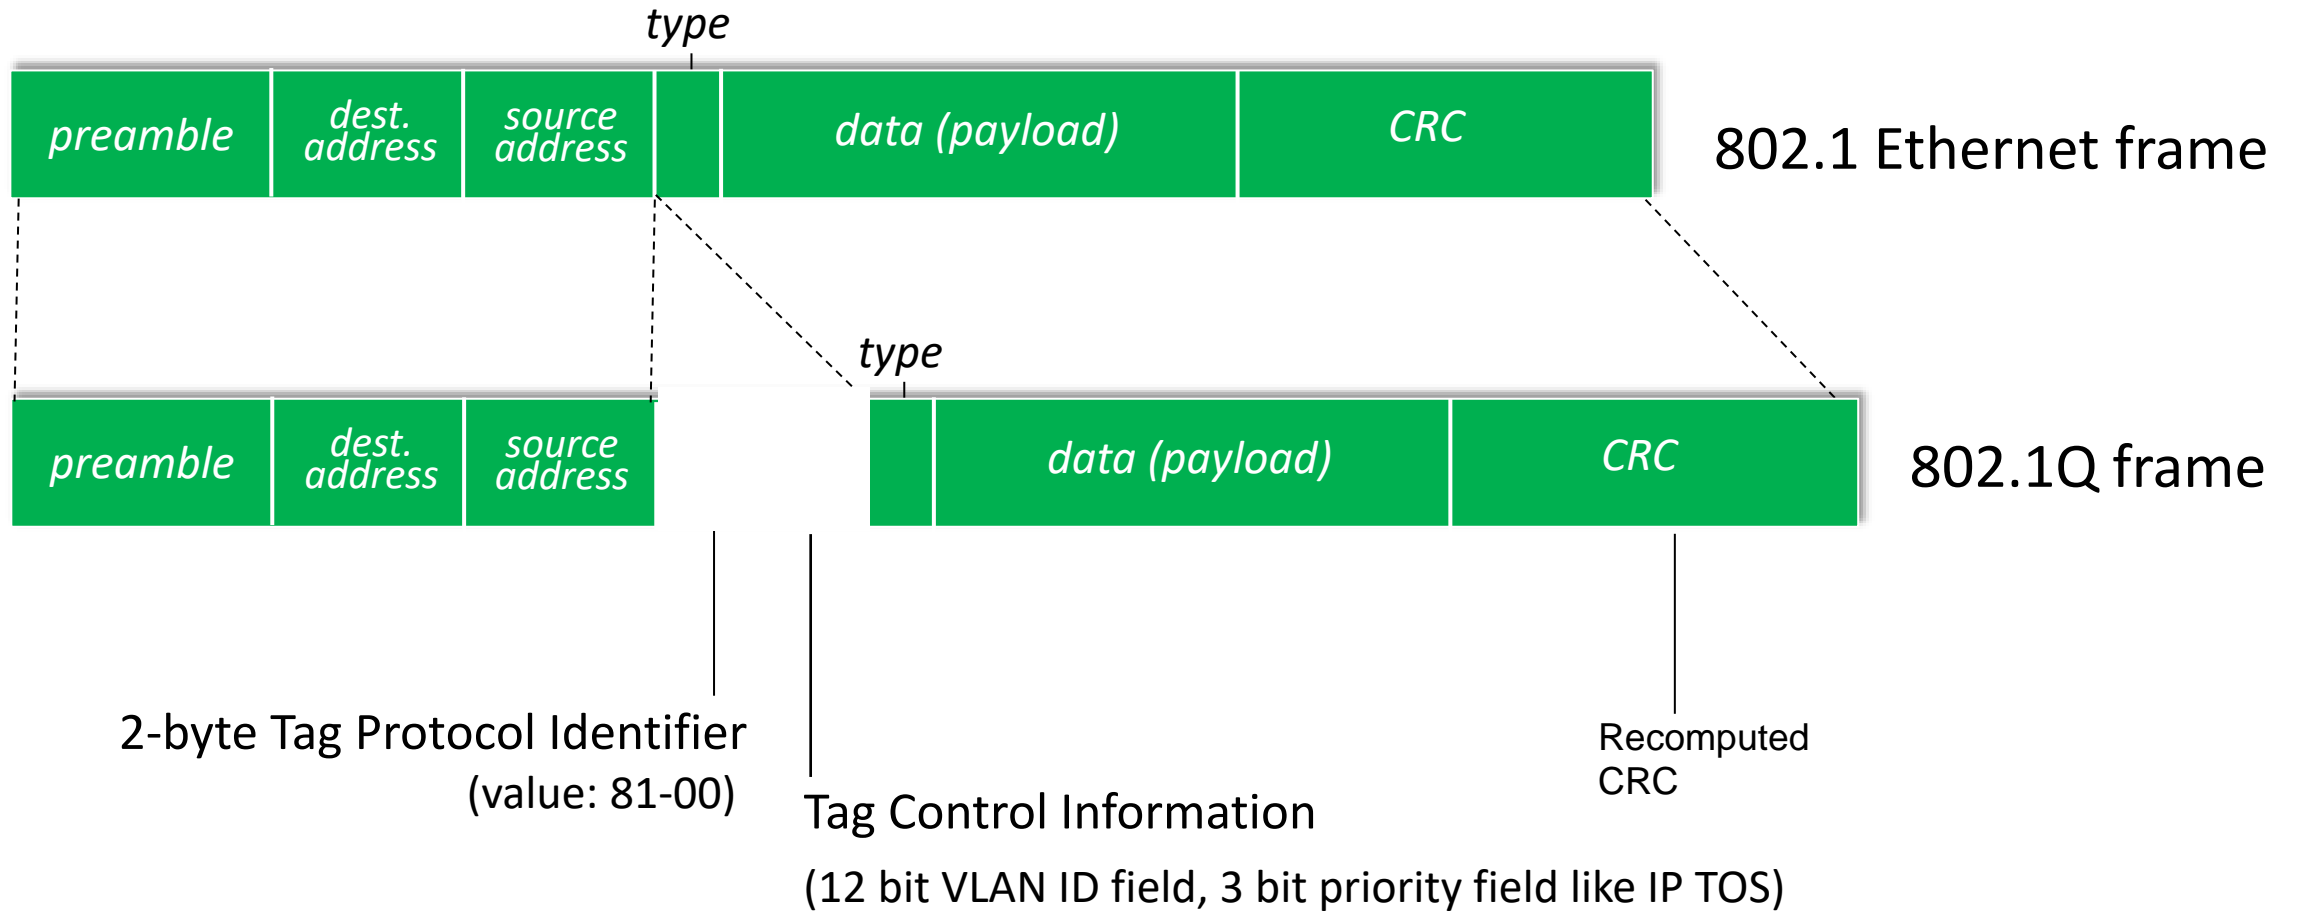 type
preamble
dest.
address
source
address
data (payload)
CRC
802.1 Ethernet frame
type
preamble
dest.
address
source
address
data (payload)
CRC
802.1Q frame
2-byte Tag Protocol Identifier
(value: 81-00)
Tag Control Information
(12 bit VLAN ID field, 3 bit priority field like IP TOS)
Recomputed
CRC